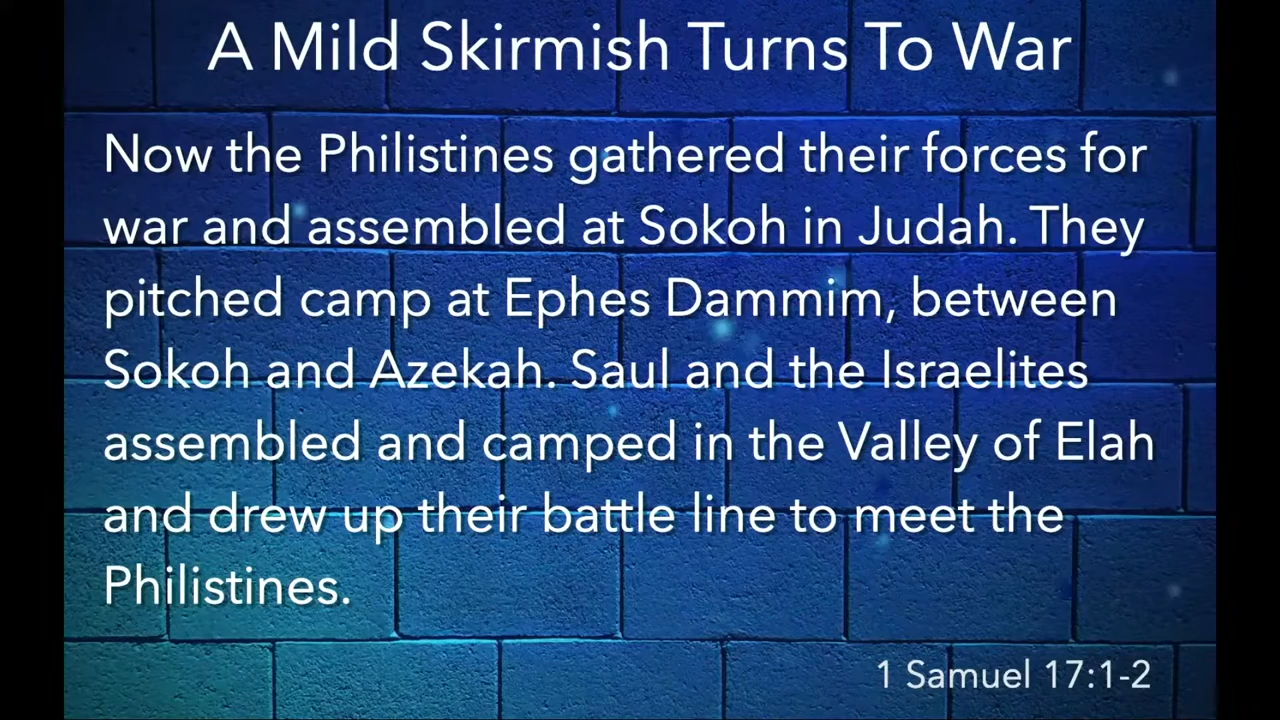 A Mild Skirmish Turns To War
Now the Philistines gathered their forces for
war and assembled at Sokoh in Judah. They
pitched camp at Ephes Dammim, between
Sokoh and Azekah. Saul and the Israelites
assembled and camped in the Valley of Elah
and drew up their battle line to meet the
Philistines.
1 Samuel 17:1-2